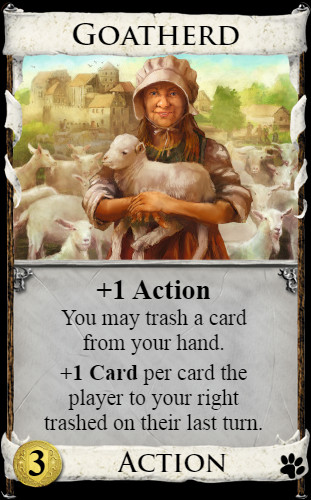 GOATHERD
+1 Action
You may trash a card
from your hand.
+1 Card per card the
player to your right
trashed on their last turn.
3
ACTION